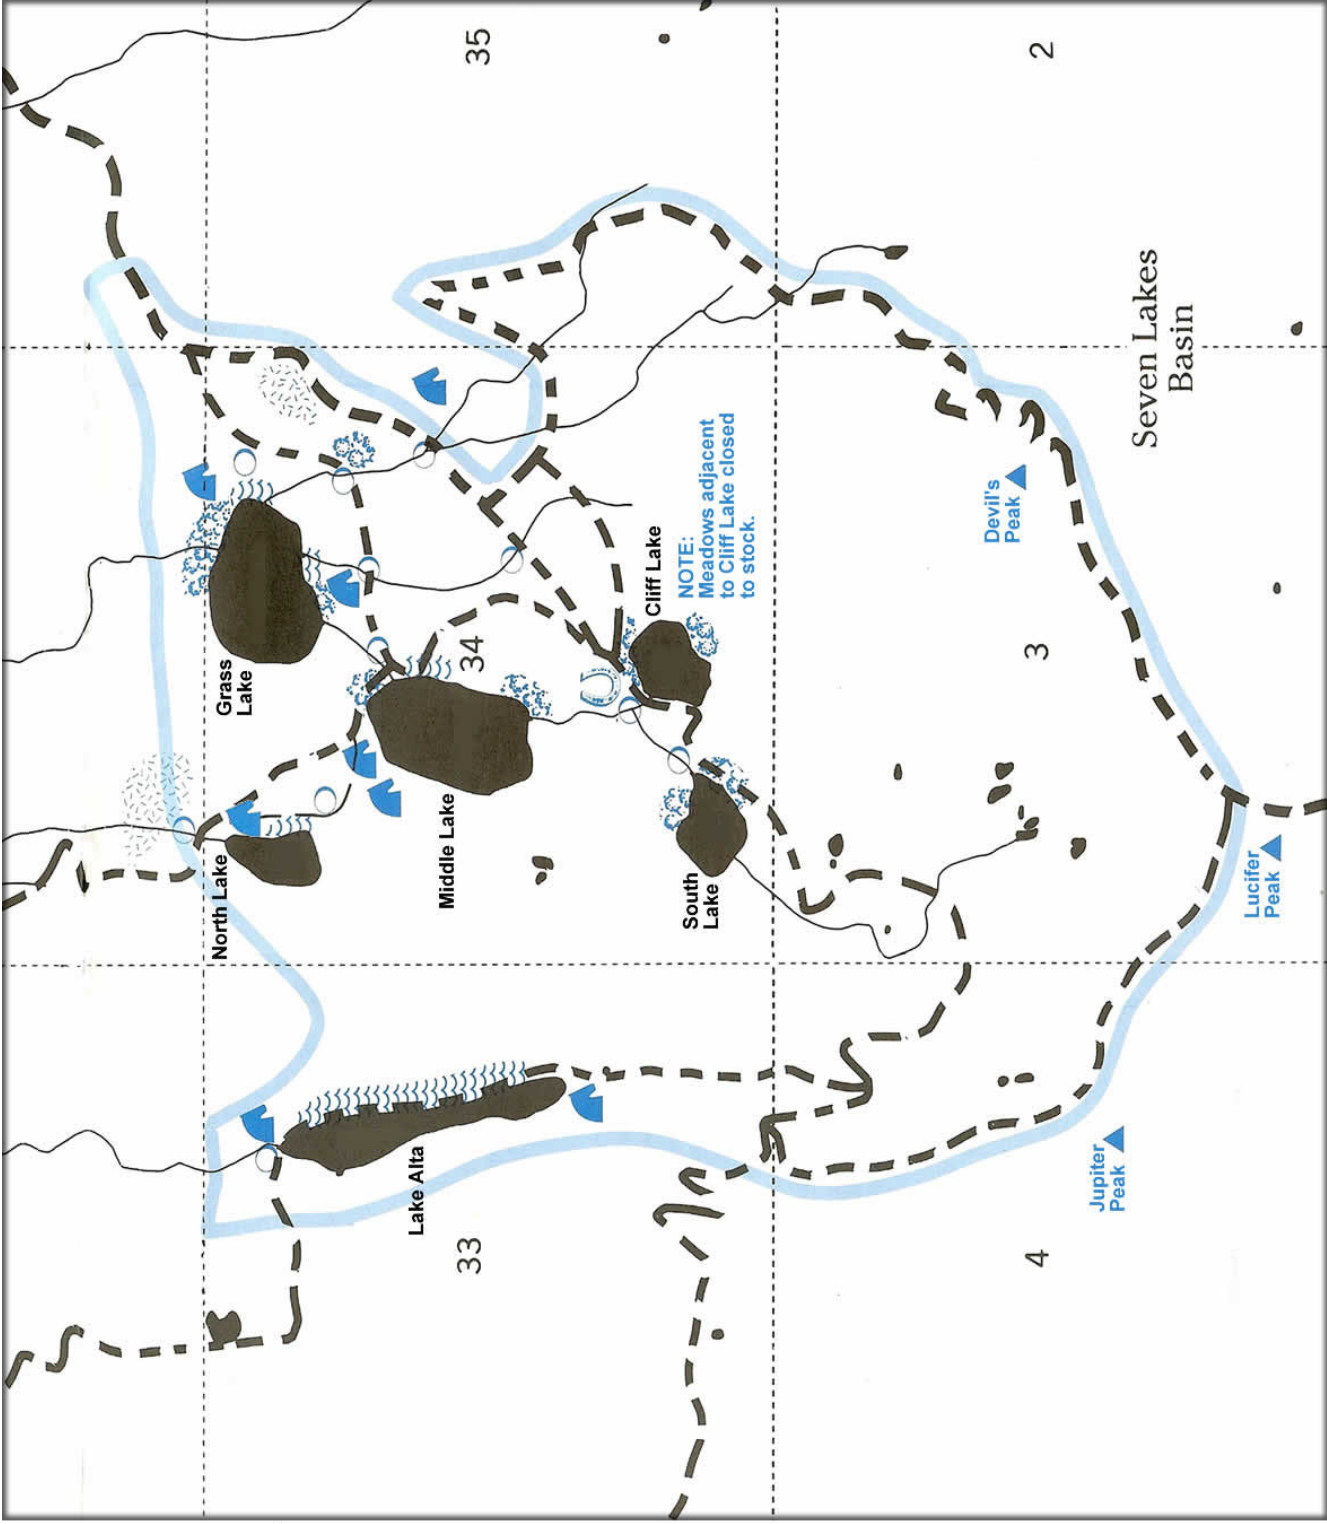 35
2
Seven Lakes
Basin
Grass
Lake
34
Cliff Lake
NOTE:
Meadows adjacent
to Cliff Lake closed
to stock.
Devil's
Peak
3
North Lake
Middle Lake
South
Lake
Lucifer
Peak
Lake Alta
33
4
Jupiter
Peak